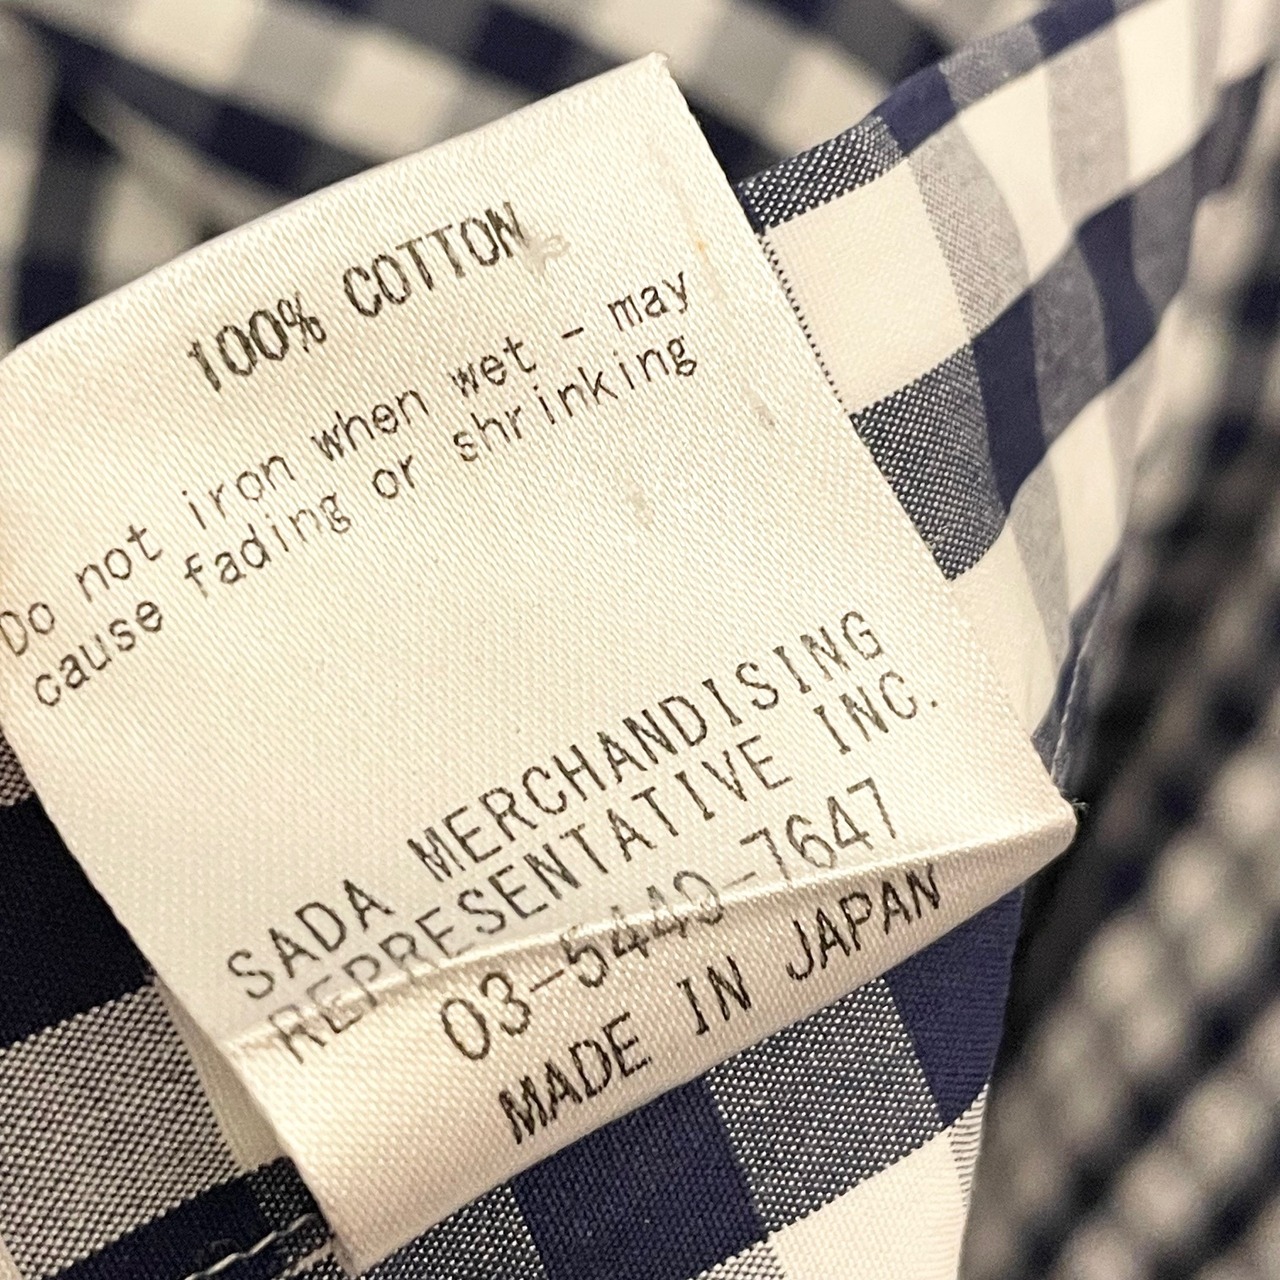 100% COTTON
Do not iron when wet - may
cause fading or shrinking
SADA MERCHANDISING
REPRESENTATIVE INC.
03-5449-7647
MADE IN JAPAN